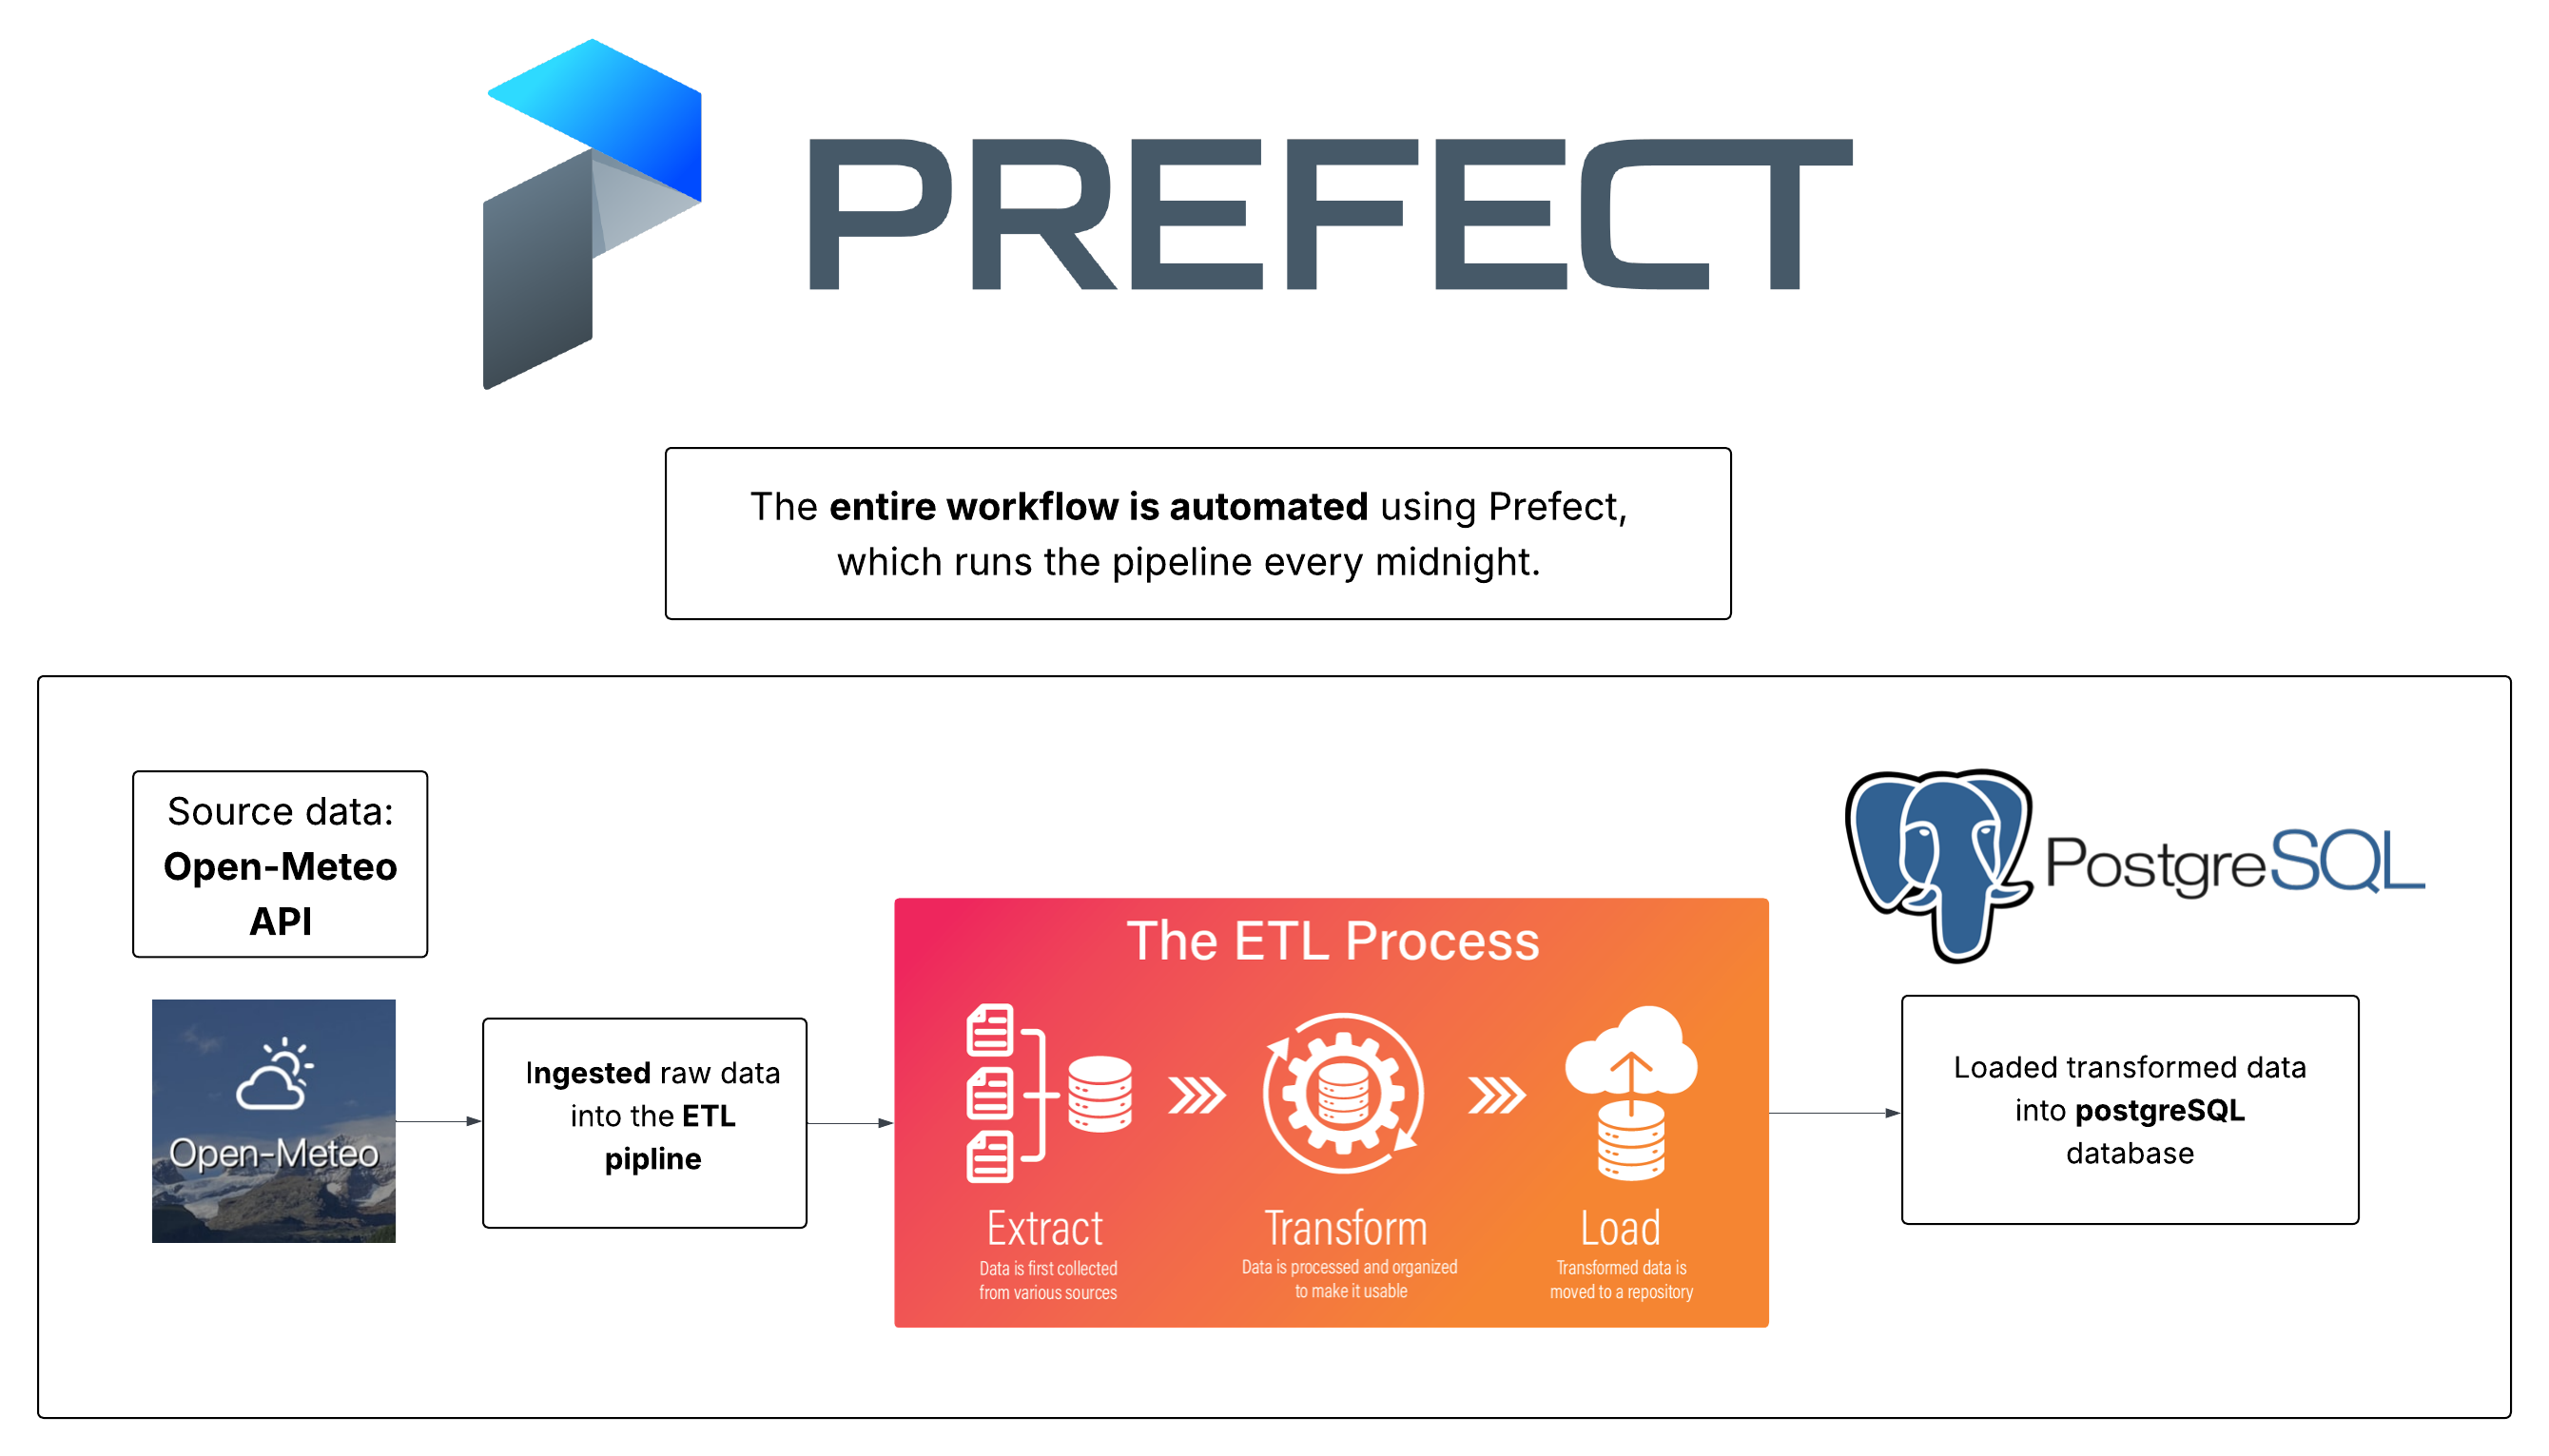 PREFECT
The entire workflow is automated using Prefect,
which runs the pipeline every midnight.
Source data:
Open-Meteo
API
Open-Meteo
Ingested raw data
into the ETL
pipline
The ETL Process
Extract
Data is first collected
from various sources
Transform
Data is processed and organized
to make it usable
Load
Transformed data is
moved to a repository
PostgreSQL
Loaded transformed data
into postgreSQL
database